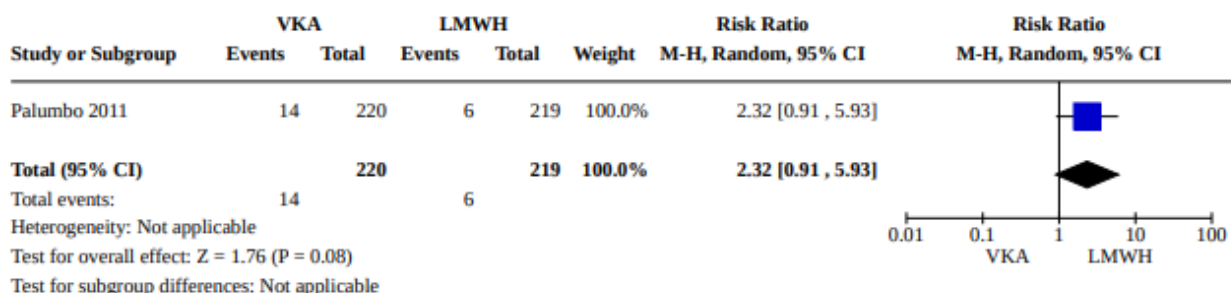 VKA LMWH Risk Ratio Risk Ratio
Study or Subgroup Events Total Events Total Weight M-H, Random, 95% CI M-H, Random, 95% CI
Palumbo 2011 14 220 6 219 100.0% 2.32 [0.91 , 5.93]
Total (95% CI) 220 219 100.0% 2.32 [0.91 , 5.93]
Total events: 14 6
Heterogeneity: Not applicable
0.01 0.1 1 10 100
Test for overall effect: Z = 1.76 (P = 0.08)
VKA LMWH
Test for subgroup differences: Not applicable